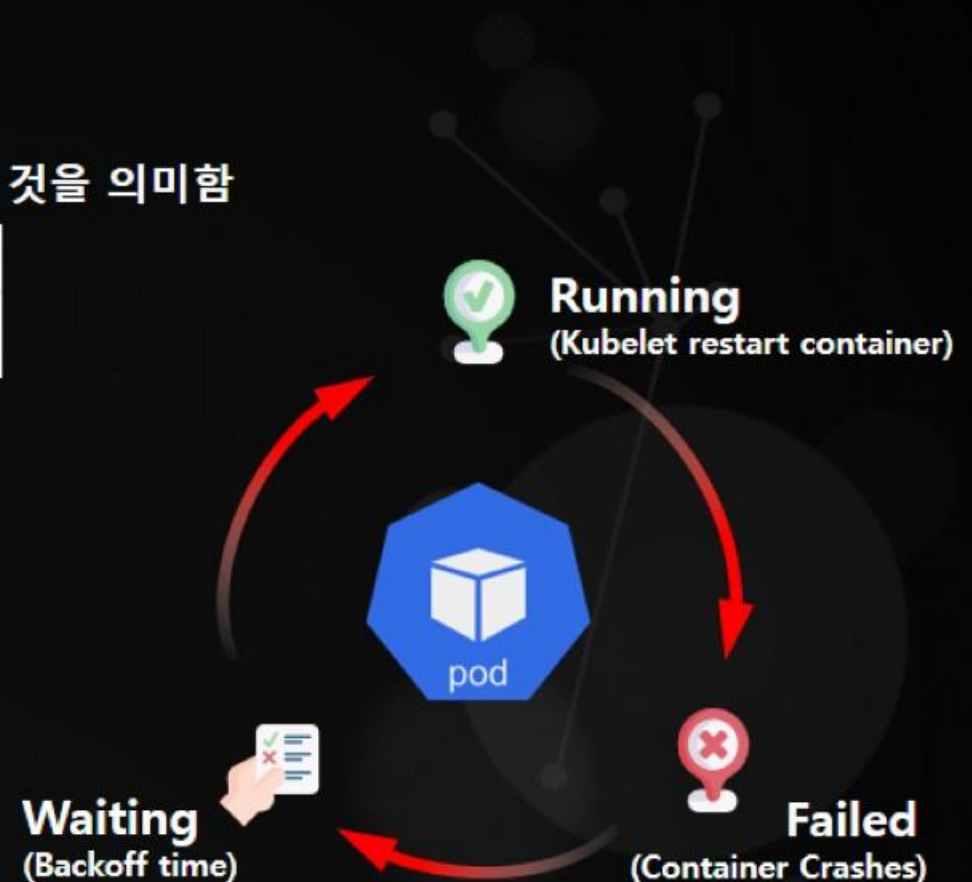 것을 의미함
Running
(Kubelet restart container)
pod
Waiting
(Backoff time)
Failed
(Container Crashes)